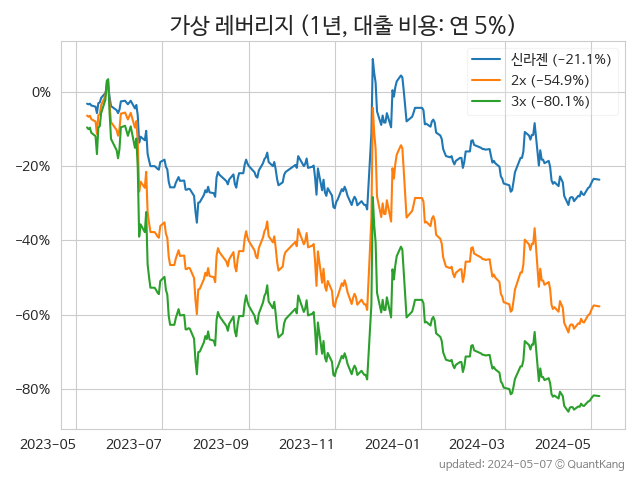 가상 레버리지 (1년, 대출 비용: 연 5%)
신라젠 (−21.1%)
2x (−54.9%)
3x (−80.1%)
0%
−20%
−40%
−60%
−80%
2023-05 2023-07 2023-09 2023-11 2024-01 2024-03 2024-05
updated: 2024-05-07 © QuantKang